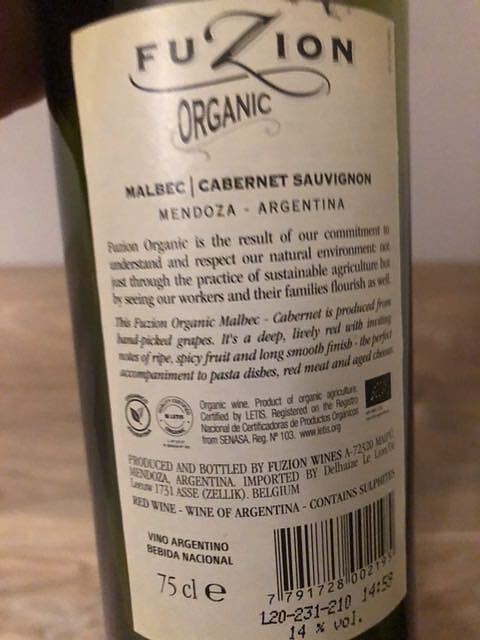 FUZION
ORGANIC
MALBEC | CABERNET SAUVIGNON
MENDOZA - ARGENTINA
Fuzion Organic is the result of our commitment to
understand and respect our natural environment: not
just through the practice of sustainable agriculture but
by seeing our workers and their families flourish as well.
This Fuzion Organic Malbec - Cabernet is produced from
hand-picked grapes. It's a deep, lively red with inviting
notes of ripe, spicy fruit and long smooth finish - the perfect
accompaniment to pasta dishes, red meat and aged cheese.
Organic wine. Product of organic agriculture.
Certified by LETIS. Registered on the Registro
Nacional de Certificadoras de Productos Orgánicos
from SENASA. Reg. Nº 103. www.letis.org
LETIS
PRODUCED AND BOTTLED BY FUZION WINES A-72320 MAIPÚ,
MENDOZA, ARGENTINA. IMPORTED BY Delhaize Le Lion/De
Leeuw 1731 ASSE (ZELLIK). BELGIUM
RED WINE - WINE OF ARGENTINA - CONTAINS SULPHITES
VINO ARGENTINO
BEBIDA NACIONAL
75 cl e
7 791728 002195
L20-231-210 14:59
14 % vol.